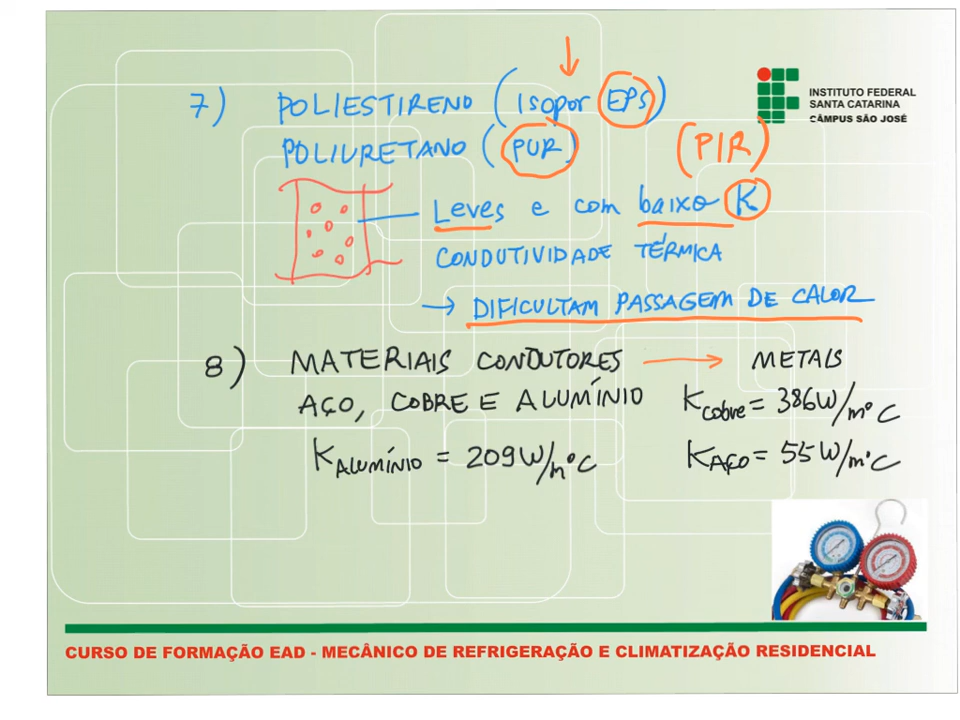 7) POLIESTIRENO (Isopor EPS)
INSTITUTO FEDERAL
SANTA CATARINA
CÂMPUS SÃO JOSÉ
POLIURETANO (PUR) (PIR)
Leves e com baixo K
CONDUTIVIDADE TÉRMICA
→ DIFICULTAM PASSAGEM DE CALOR
8) MATERIAIS CONDUTORES → METAIS
AÇO, COBRE E ALUMÍNIO Kcobre = 386W/m°C
KALUMÍNIO = 209W/m°C KAÇO = 55W/m°C
CURSO DE FORMAÇÃO EAD - MECÂNICO DE REFRIGERAÇÃO E CLIMATIZAÇÃO RESIDENCIAL